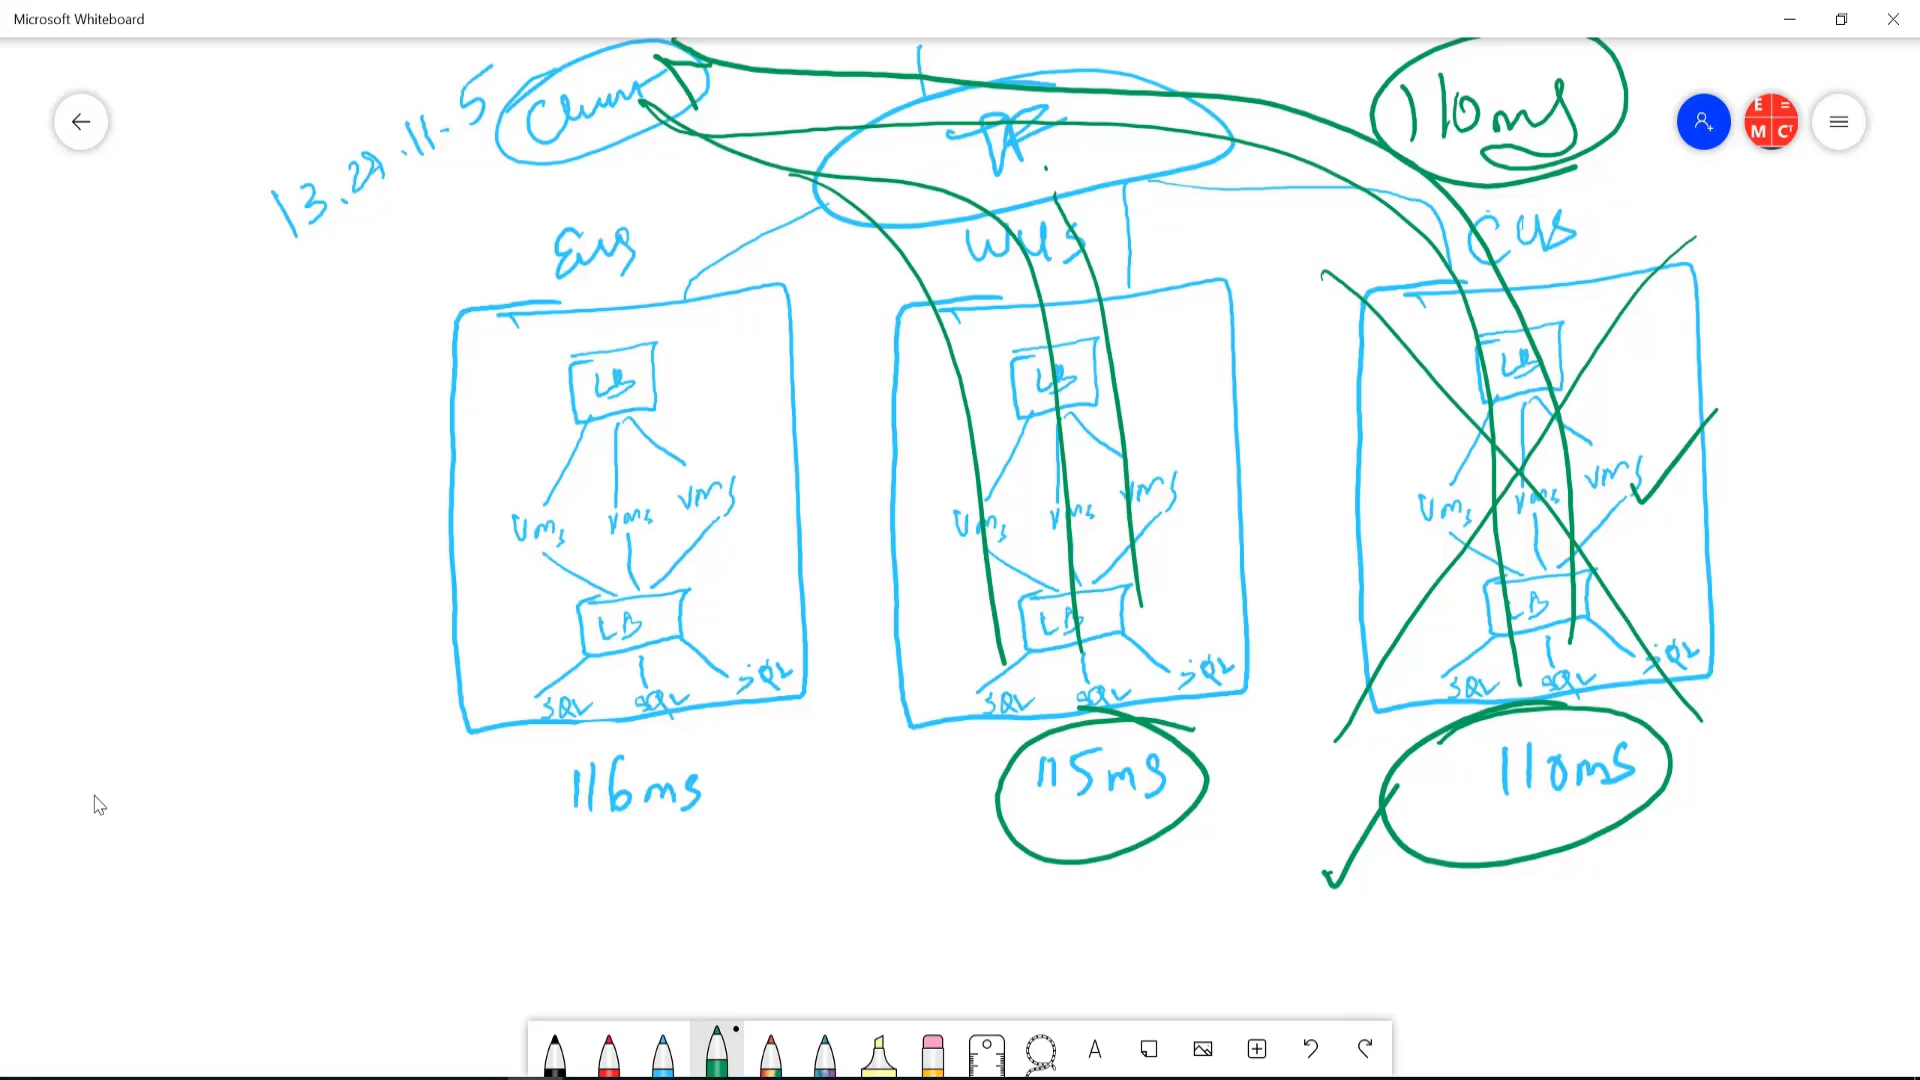 Microsoft Whiteboard
13.29.11.5
Client
110ms
E =
M C
EUS
WUS
CUS
LB
LB
LB
VMs
VMs
VMs
VMs
VMs
VMs
VMs
VMs
VMs
LB
LB
LB
SQL
SQL
SQL
SQL
SQL
SQL
SQL
SQL
SQL
116ms
115ms
110ms
A